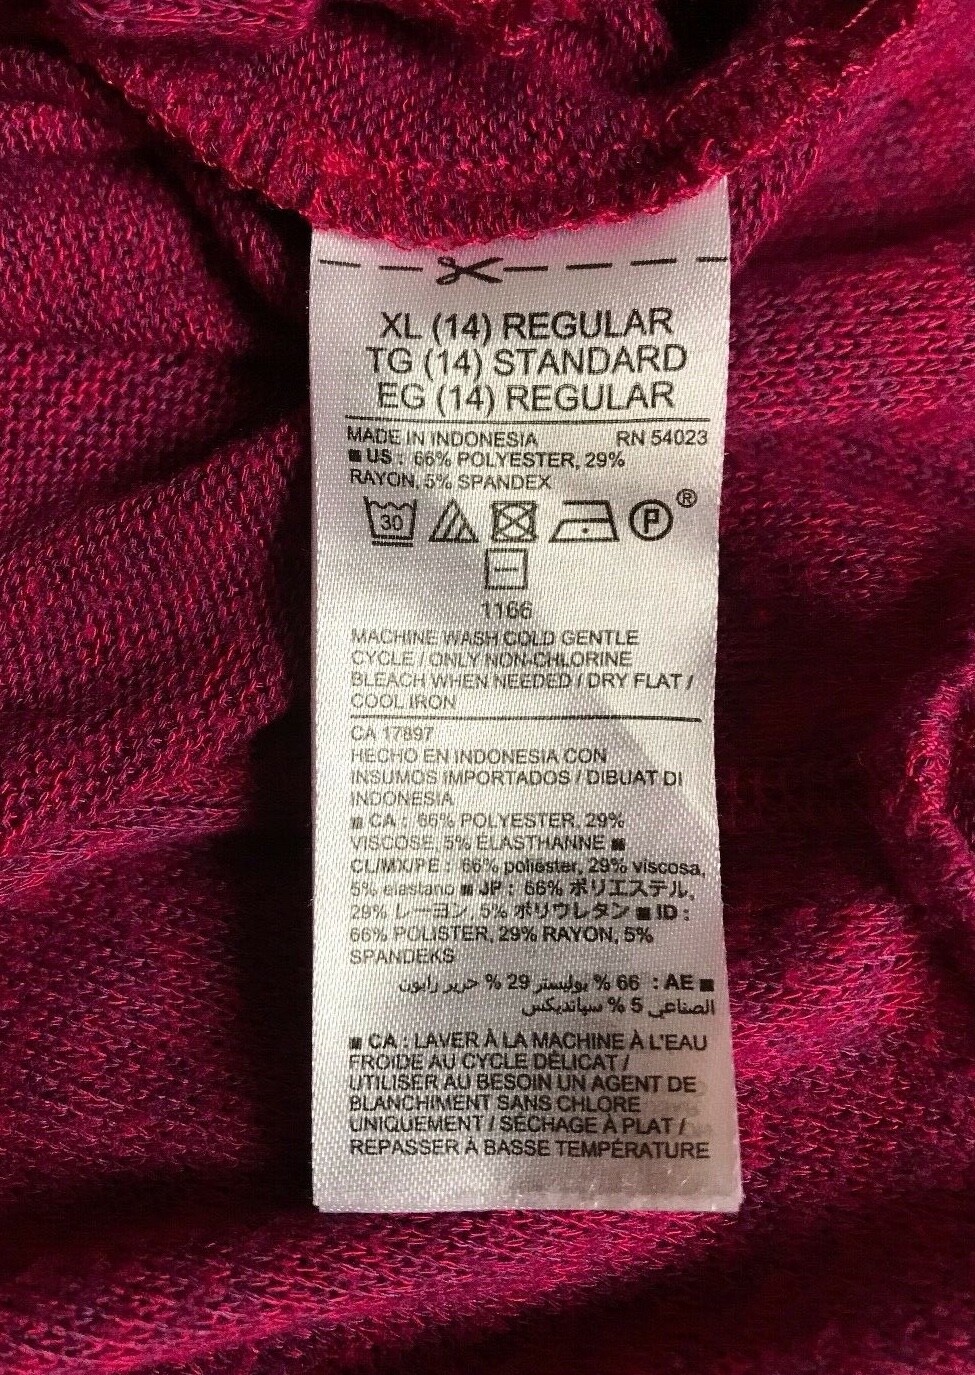 XL (14) REGULAR
TG (14) STANDARD
EG (14) REGULAR
MADE IN INDONESIA RN 54023
■ US : 66% POLYESTER, 29%
RAYON, 5% SPANDEX
30 P ®
1166
MACHINE WASH COLD GENTLE
CYCLE / ONLY NON-CHLORINE
BLEACH WHEN NEEDED / DRY FLAT /
COOL IRON
CA 17897
HECHO EN INDONESIA CON
INSUMOS IMPORTADOS / DIBUAT DI
INDONESIA
■ CA : 66% POLYESTER, 29%
VISCOSE, 5% ÉLASTHANNE ■
CL/MX/PE : 66% poliéster, 29% viscosa,
5% elastano ■ JP : 66% ポリエステル,
29% レーヨン, 5% ポリウレタン ■ ID :
66% POLISTER, 29% RAYON, 5%
SPANDEKS
■ AE : 66 % بوليستر 29 % حرير رايون
الصناعي 5 % سباندیکس
■ CA : LAVER À LA MACHINE À L'EAU
FROIDE AU CYCLE DÉLICAT /
UTILISER AU BESOIN UN AGENT DE
BLANCHIMENT SANS CHLORE
UNIQUEMENT / SÉCHAGE À PLAT /
REPASSER À BASSE TEMPÉRATURE